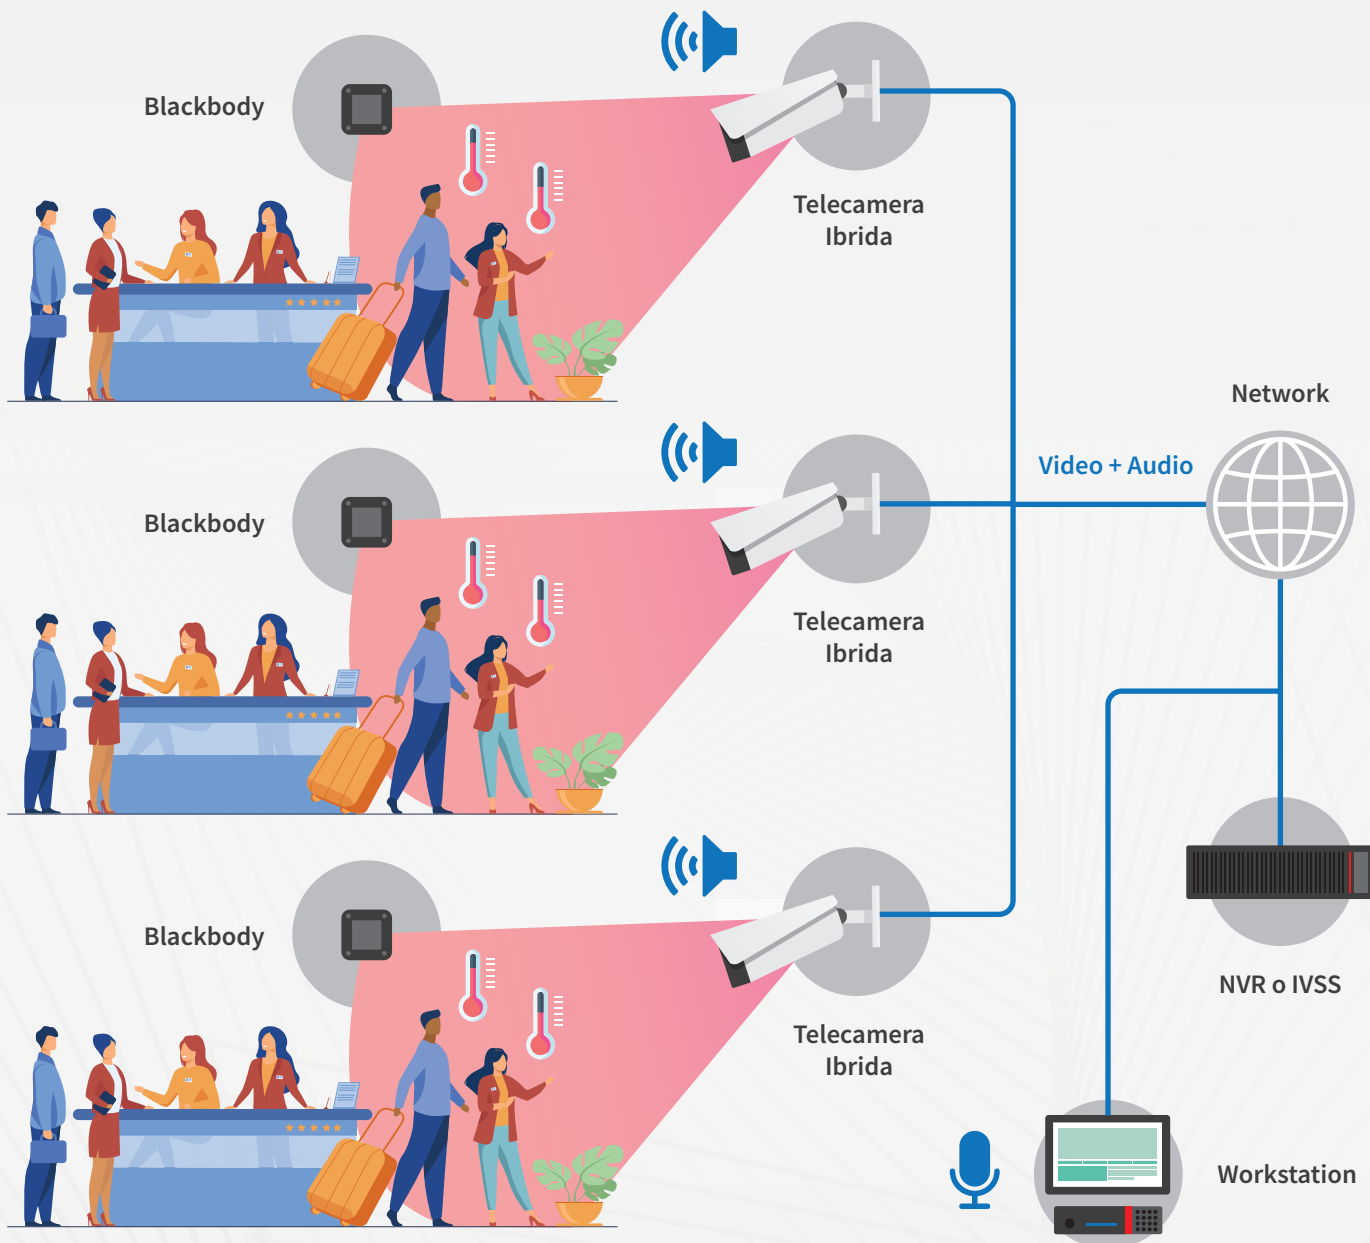 Blackbody
Telecamera
Ibrida
Network
Video + Audio
Blackbody
Telecamera
Ibrida
Blackbody
NVR o IVSS
Telecamera
Ibrida
Workstation